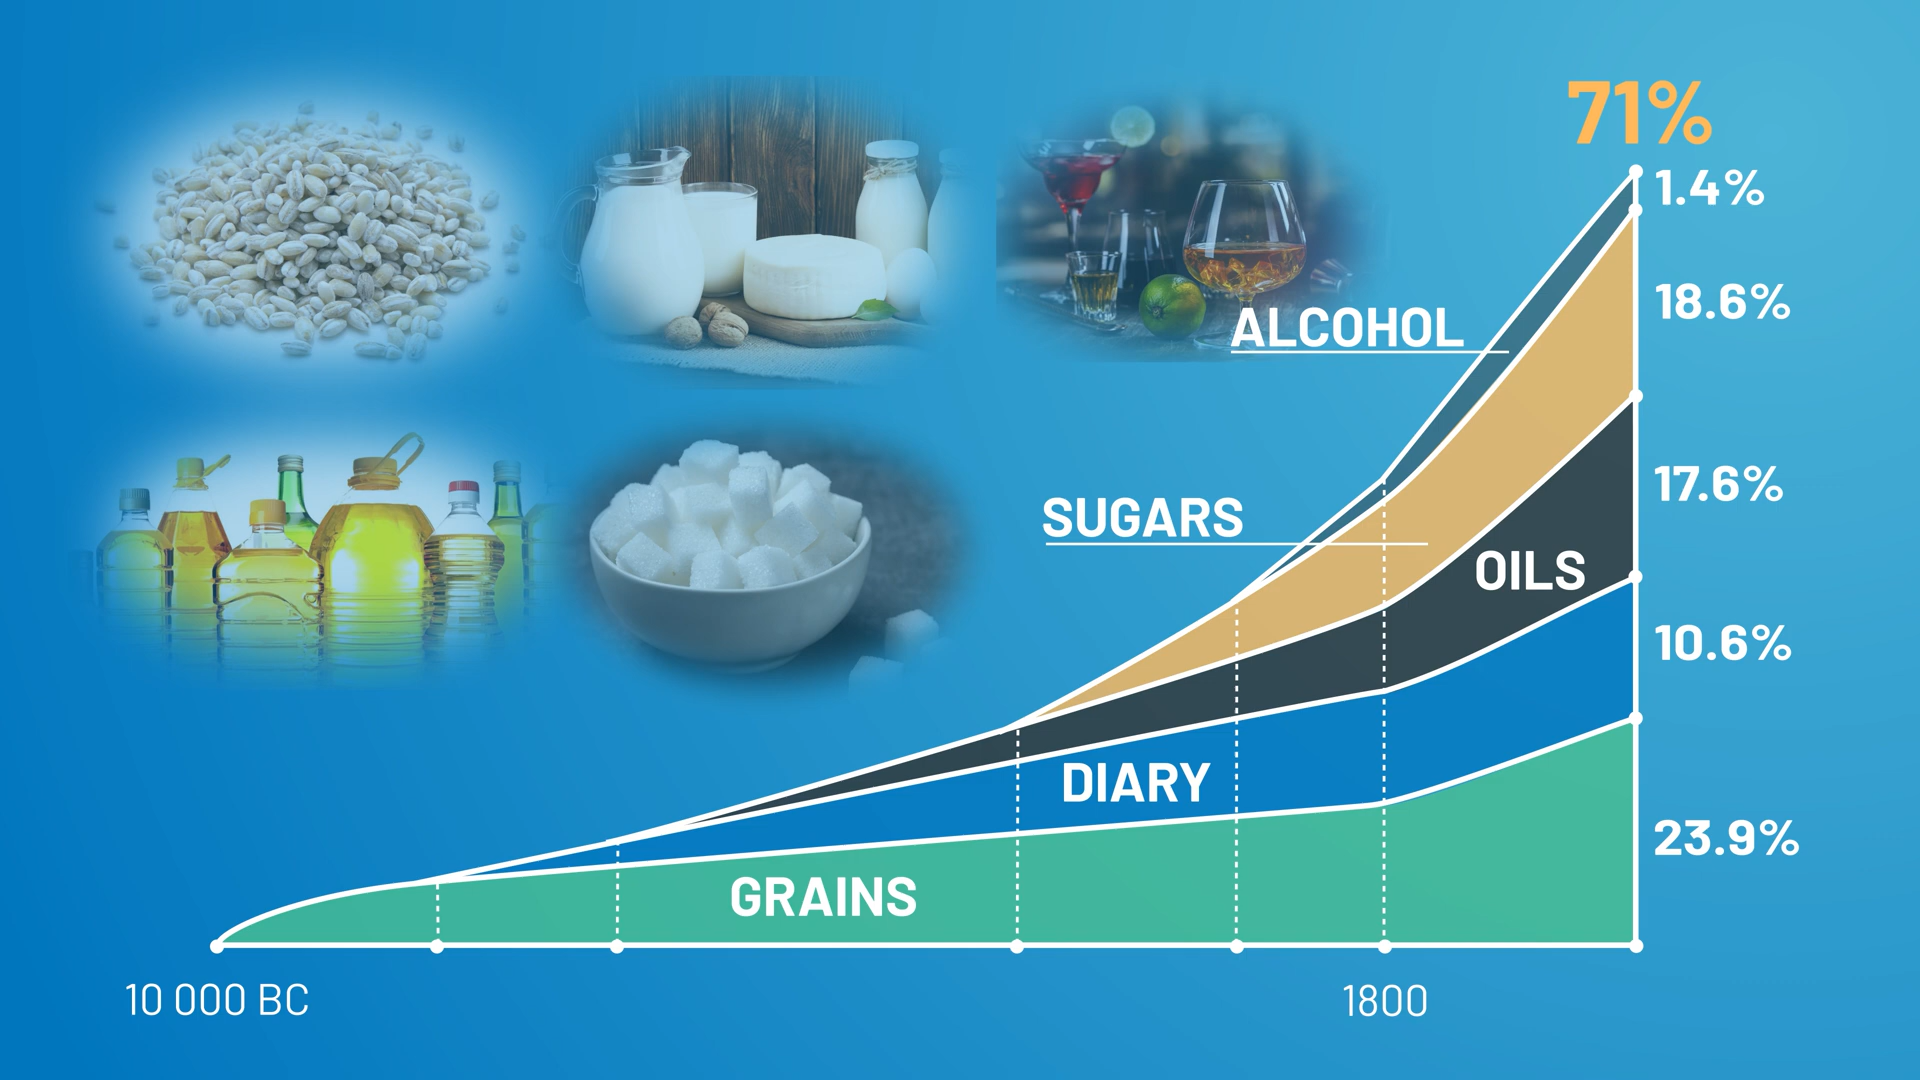 71%
1.4%
18.6%
ALCOHOL
17.6%
SUGARS
OILS
10.6%
DIARY
23.9%
GRAINS
10 000 BC
1800